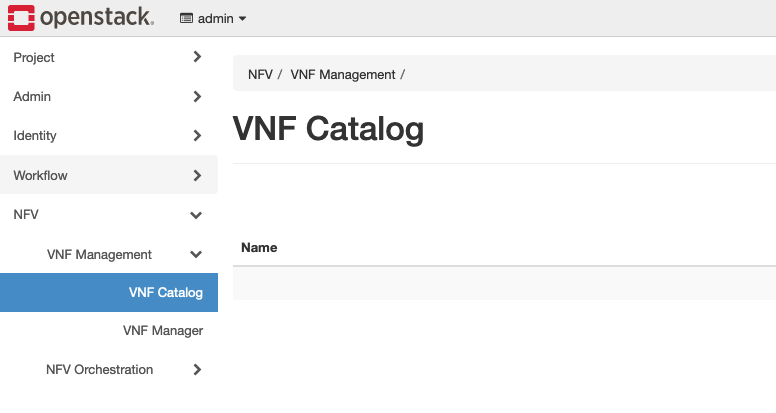 openstack. admin
Project
Admin
Identity
Workflow
NFV
VNF Management
VNF Catalog
VNF Manager
NFV Orchestration
NFV / VNF Management /
VNF Catalog
Name